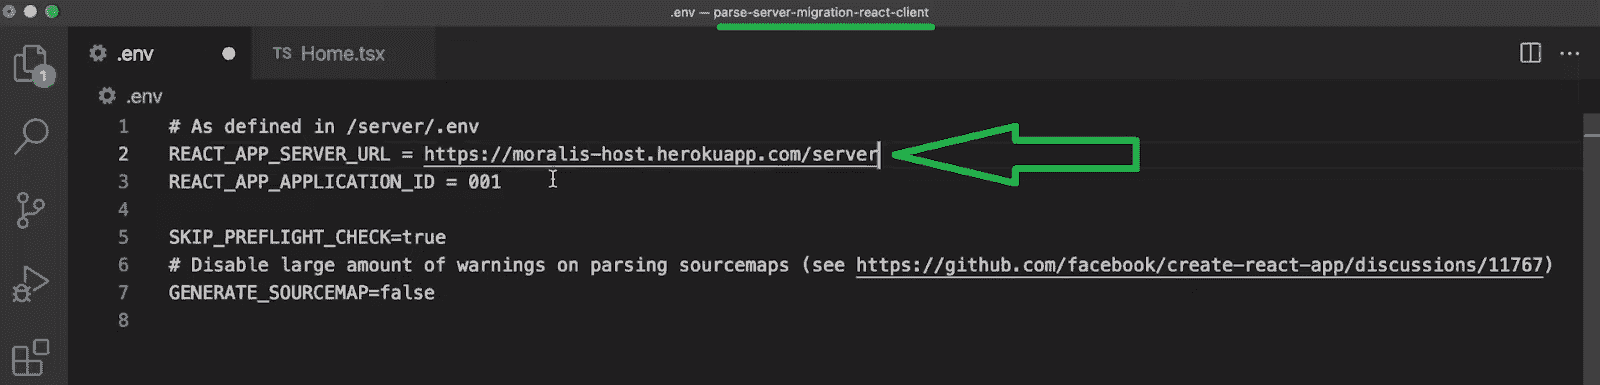 .env — parse-server-migration-react-client
.env
TS Home.tsx
1
.env
1 # As defined in /server/.env
2 REACT_APP_SERVER_URL = https://moralis-host.herokuapp.com/server
3 REACT_APP_APPLICATION_ID = 001
4
5 SKIP_PREFLIGHT_CHECK=true
6 # Disable large amount of warnings on parsing sourcemaps (see https://github.com/facebook/create-react-app/discussions/11767)
7 GENERATE_SOURCEMAP=false
8